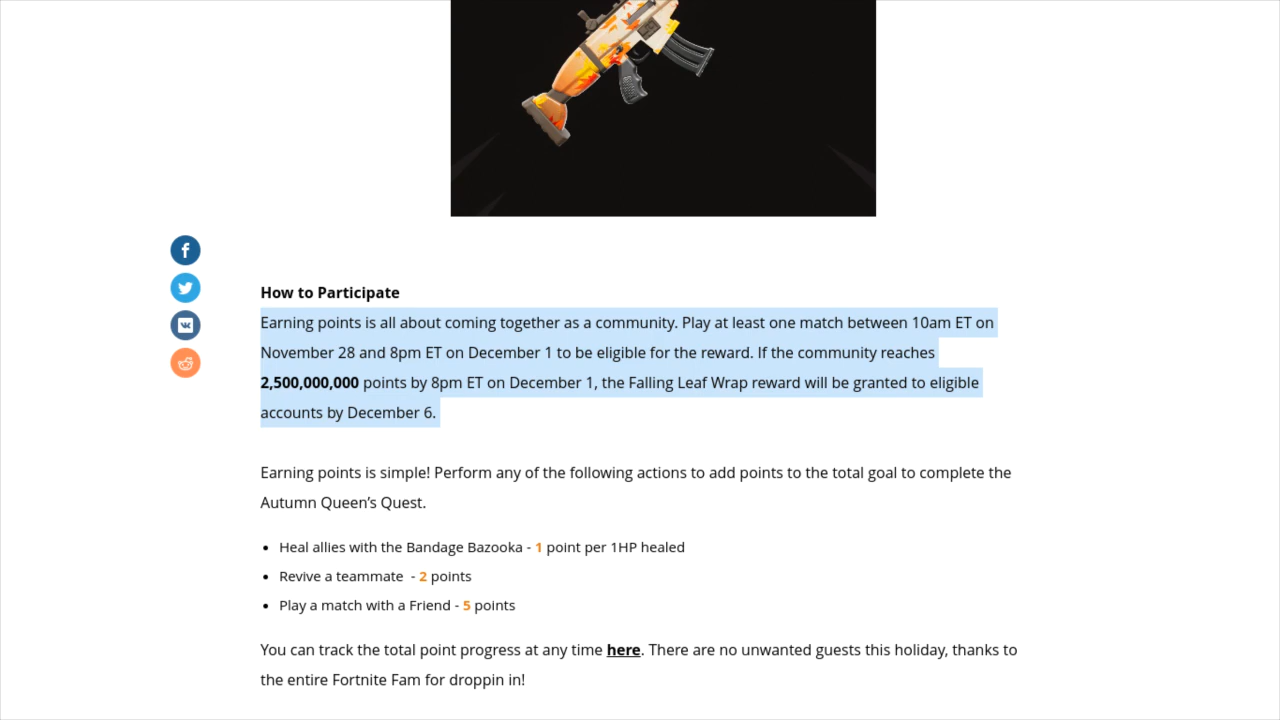 How to Participate
Earning points is all about coming together as a community. Play at least one match between 10am ET on
November 28 and 8pm ET on December 1 to be eligible for the reward. If the community reaches
2,500,000,000 points by 8pm ET on December 1, the Falling Leaf Wrap reward will be granted to eligible
accounts by December 6.
Earning points is simple! Perform any of the following actions to add points to the total goal to complete the
Autumn Queen’s Quest.
• Heal allies with the Bandage Bazooka - 1 point per 1HP healed
• Revive a teammate  - 2 points
• Play a match with a Friend - 5 points
You can track the total point progress at any time here. There are no unwanted guests this holiday, thanks to
the entire Fortnite Fam for droppin in!